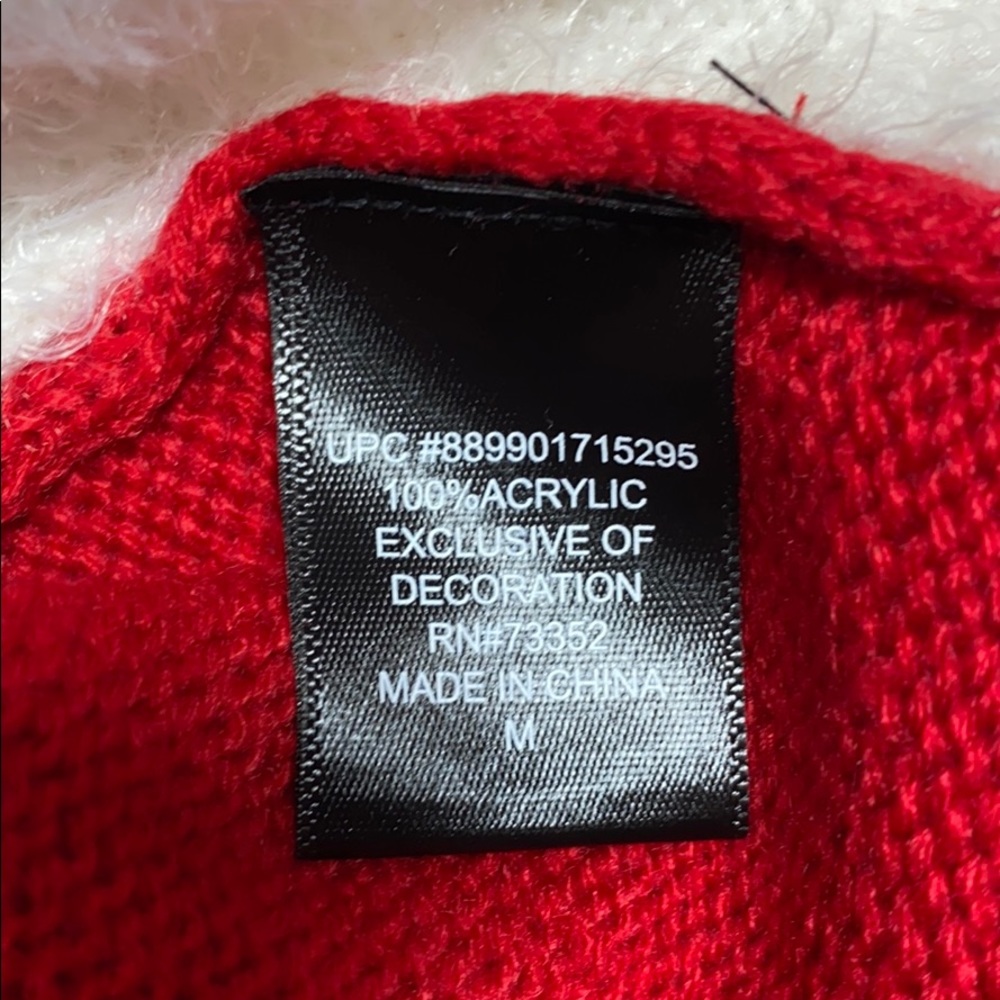 UPC #889901715295
100%ACRYLIC
EXCLUSIVE OF
DECORATION
RN#73352
MADE IN CHINA
M